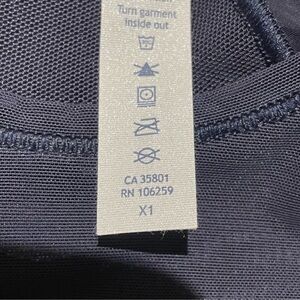 Turn garment
inside out
CA 35801
RN 106259
X1